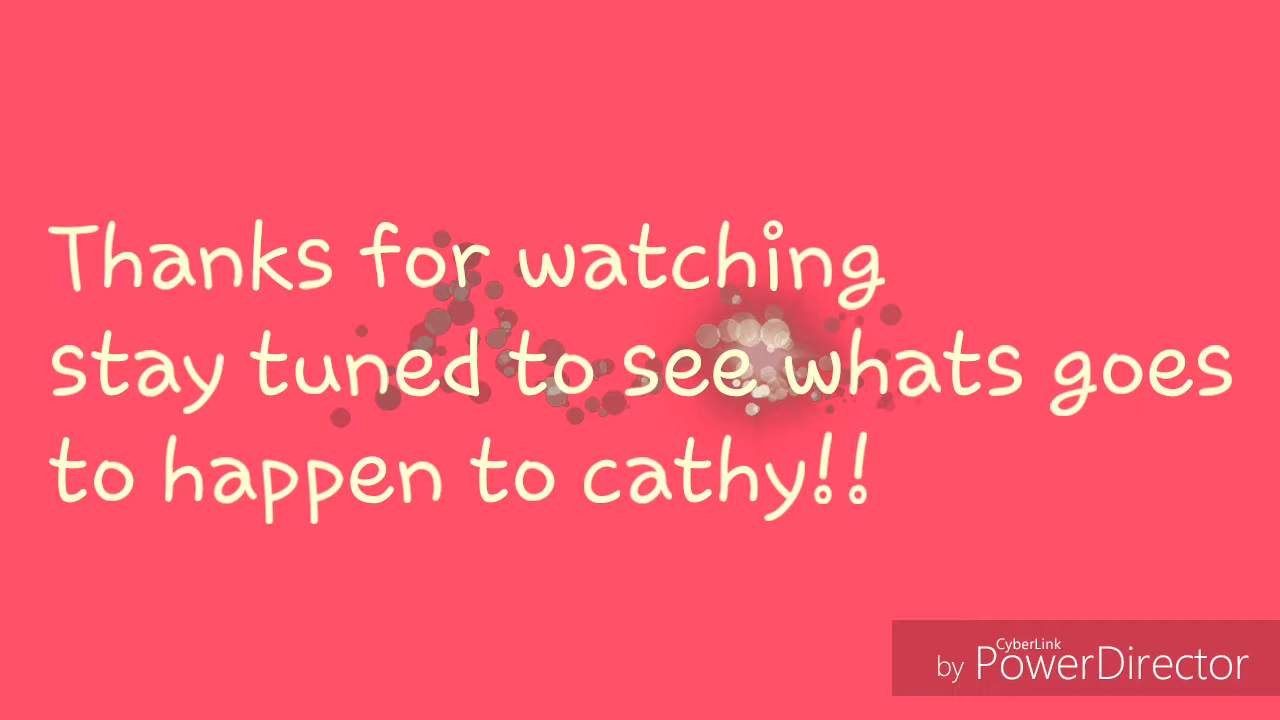 Thanks for watching
stay tuned to see whats goes
to happen to cathy!!
CyberLink
by PowerDirector